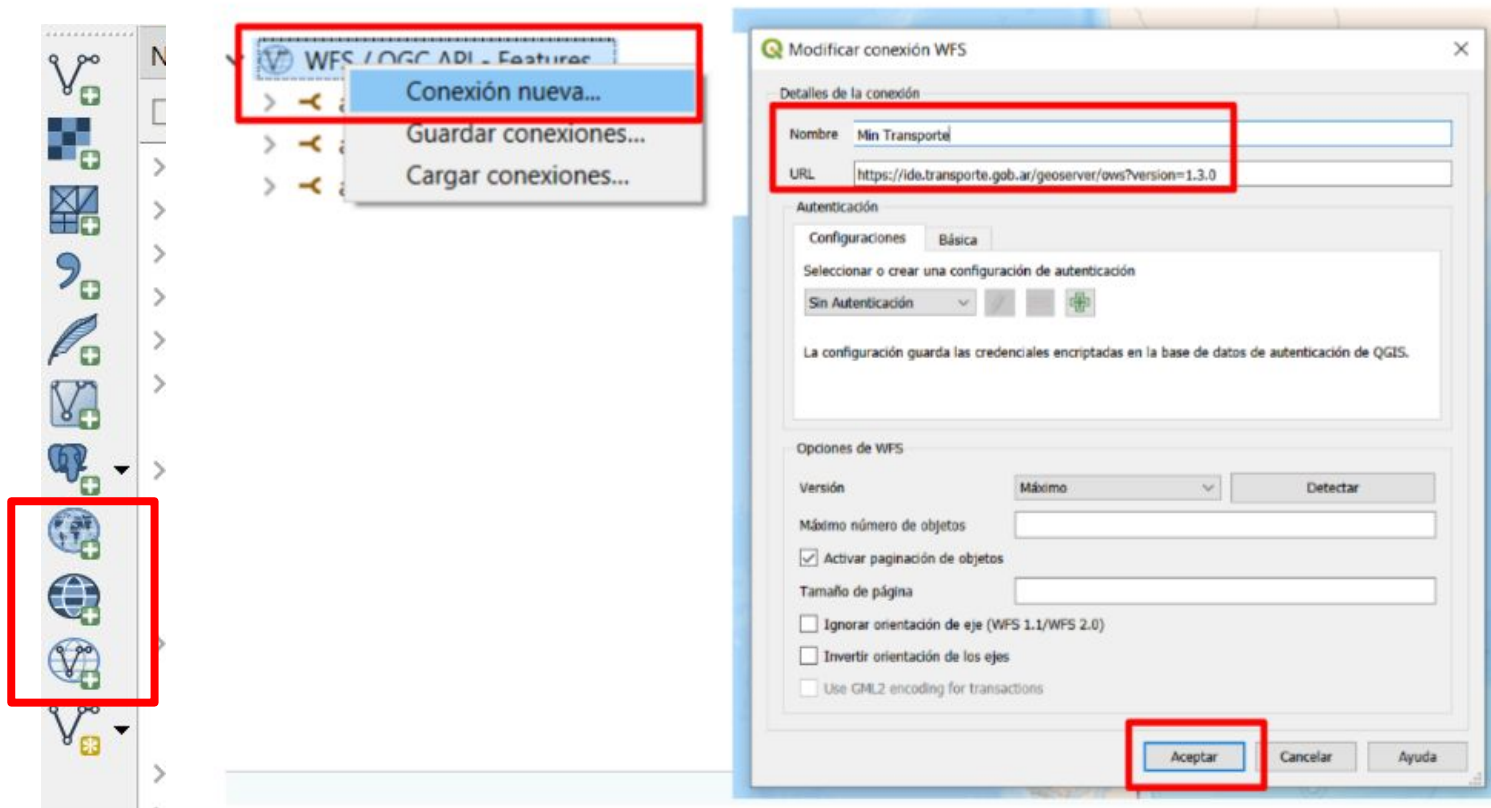 N
WFS / OGC API - Features
Conexión nueva...
Guardar conexiones...
Cargar conexiones...
Modificar conexión WFS
Detalles de la conexión
Nombre Min Transporte
URL https://ide.transporte.gob.ar/geoserver/ows?version=1.3.0
Autenticación
Configuraciones Básica
Seleccionar o crear una configuración de autenticación
Sin Autenticación
La configuración guarda las credenciales encriptadas en la base de datos de autenticación de QGIS.
Opciones de WFS
Versión Máximo Detectar
Máximo número de objetos
Activar paginación de objetos
Tamaño de página
Ignorar orientación de eje (WFS 1.1/WFS 2.0)
Invertir orientación de los ejes
Use GML2 encoding for transactions
Aceptar Cancelar Ayuda